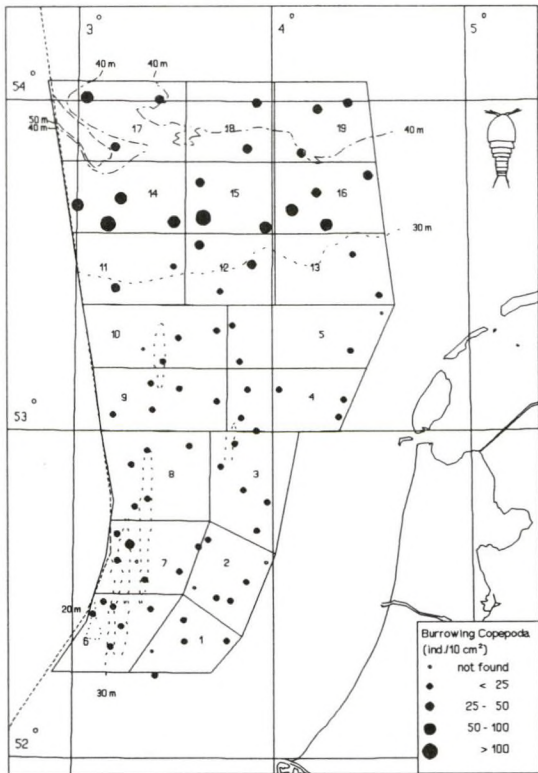 3 4 5
54 °
40 m 40 m
50 m
40 m
17 18 19 40 m
14 15 16
30 m
11 12 13
10 5
9 4
53 °
8 3
7 2
20 m
6 1
30 m
52 °
Burrowing Copepoda
(ind./10 cm²)
not found
< 25
25 - 50
50 - 100
> 100